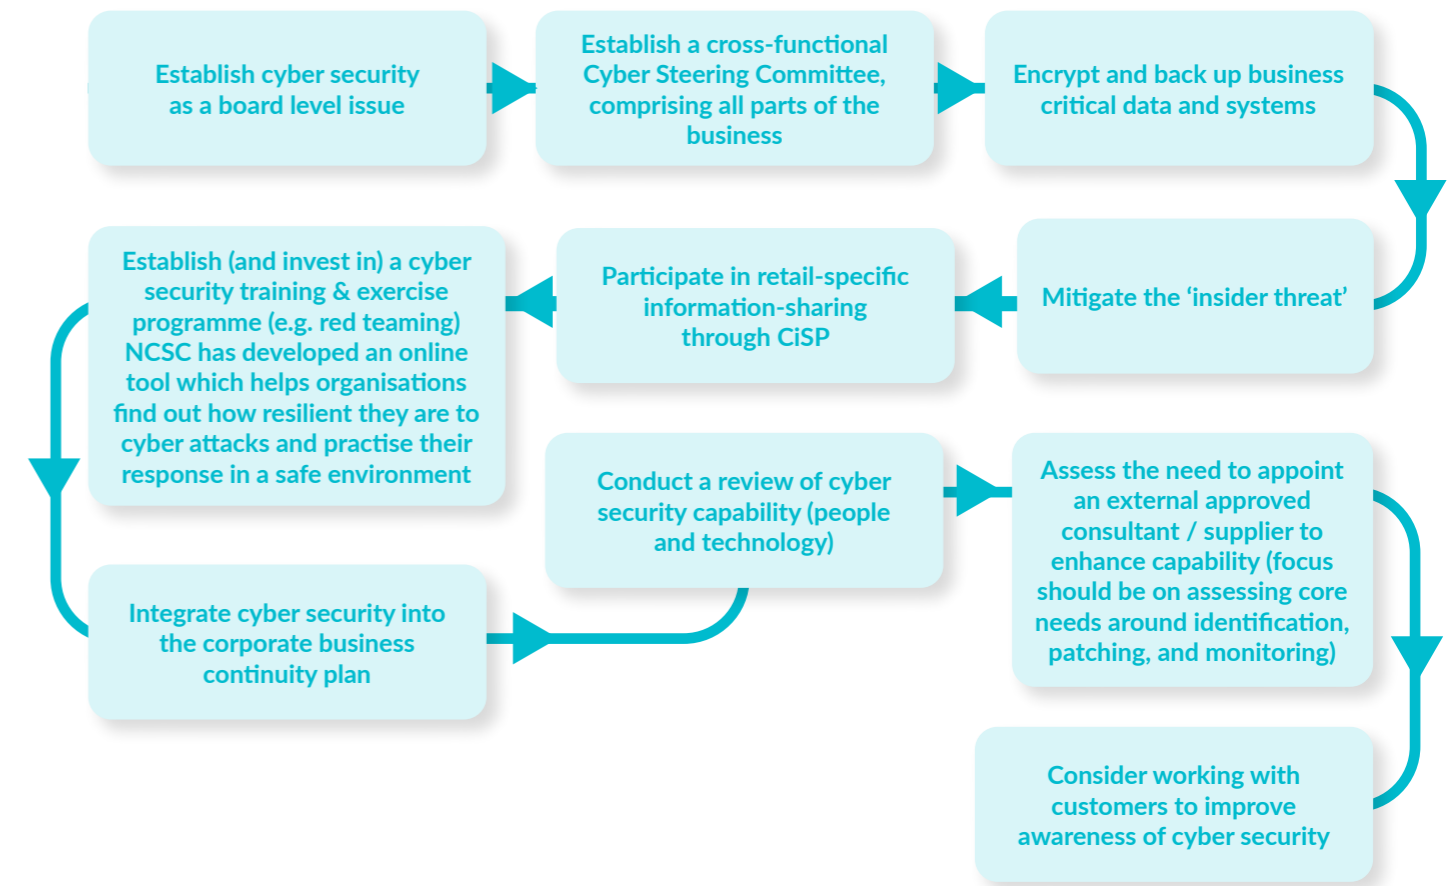 Establish cyber security
as a board level issue
Establish a cross-functional
Cyber Steering Committee,
comprising all parts of the
business
Encrypt and back up business
critical data and systems
Mitigate the ‘insider threat’
Participate in retail-specific
information-sharing
through CiSP
Establish (and invest in) a cyber
security training & exercise
programme (e.g. red teaming)
NCSC has developed an online
tool which helps organisations
find out how resilient they are to
cyber attacks and practise their
response in a safe environment
Integrate cyber security into
the corporate business
continuity plan
Conduct a review of cyber
security capability (people
and technology)
Assess the need to appoint
an external approved
consultant / supplier to
enhance capability (focus
should be on assessing core
needs around identification,
patching, and monitoring)
Consider working with
customers to improve
awareness of cyber security